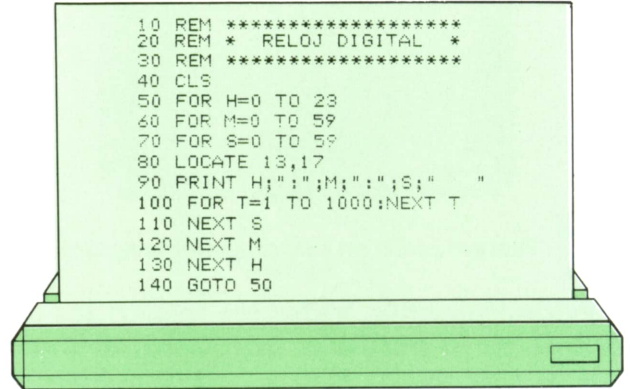 10 REM *******************
20 REM *  RELOJ DIGITAL  *
30 REM *******************
40 CLS
50 FOR H=0 TO 23
60 FOR M=0 TO 59
70 FOR S=0 TO 59
80 LOCATE 13,17
90 PRINT H;":";M;":";S;"   "
100 FOR T=1 TO 1000:NEXT T
110 NEXT S
120 NEXT M
130 NEXT H
140 GOTO 50